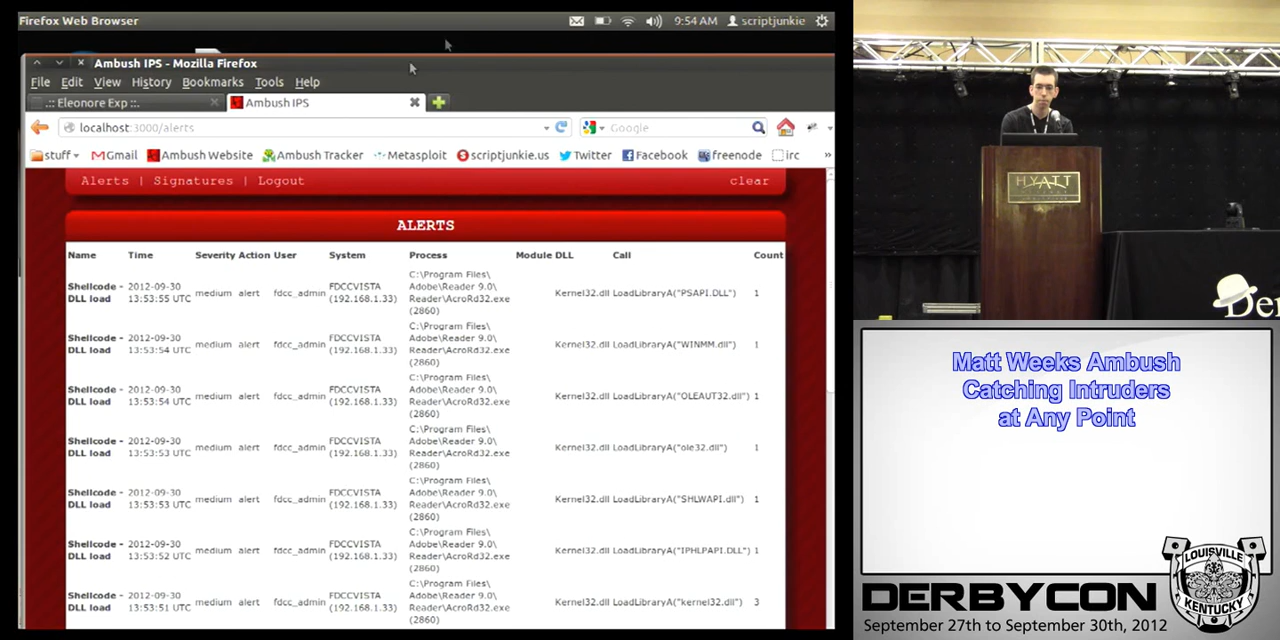 Firefox Web Browser
9:54 AM scriptjunkie
Ambush IPS - Mozilla Firefox
File Edit View History Bookmarks Tools Help
.:: Eleonore Exp ::. Ambush IPS
localhost:3000/alerts Google
stuff Gmail Ambush Website Ambush Tracker Metasploit scriptjunkie.us Twitter Facebook freenode irc »
Alerts | Signatures | Logout clear
ALERTS
Name Time Severity Action User System Process Module DLL Call Count
Shellcode - DLL load 2012-09-30 13:53:55 UTC medium alert fdcc_admin FDCCVISTA (192.168.1.33) C:\Program Files\Adobe\Reader 9.0\Reader\AcroRd32.exe (2860) Kernel32.dll LoadLibraryA("PSAPI.DLL") 1
Shellcode - DLL load 2012-09-30 13:53:54 UTC medium alert fdcc_admin FDCCVISTA (192.168.1.33) C:\Program Files\Adobe\Reader 9.0\Reader\AcroRd32.exe (2860) Kernel32.dll LoadLibraryA("WINMM.dll") 1
Shellcode - DLL load 2012-09-30 13:53:54 UTC medium alert fdcc_admin FDCCVISTA (192.168.1.33) C:\Program Files\Adobe\Reader 9.0\Reader\AcroRd32.exe (2860) Kernel32.dll LoadLibraryA("OLEAUT32.dll") 1
Shellcode - DLL load 2012-09-30 13:53:53 UTC medium alert fdcc_admin FDCCVISTA (192.168.1.33) C:\Program Files\Adobe\Reader 9.0\Reader\AcroRd32.exe (2860) Kernel32.dll LoadLibraryA("ole32.dll") 1
Shellcode - DLL load 2012-09-30 13:53:53 UTC medium alert fdcc_admin FDCCVISTA (192.168.1.33) C:\Program Files\Adobe\Reader 9.0\Reader\AcroRd32.exe (2860) Kernel32.dll LoadLibraryA("SHLWAPI.dll") 1
Shellcode - DLL load 2012-09-30 13:53:52 UTC medium alert fdcc_admin FDCCVISTA (192.168.1.33) C:\Program Files\Adobe\Reader 9.0\Reader\AcroRd32.exe (2860) Kernel32.dll LoadLibraryA("IPHLPAPI.DLL") 1
Shellcode - DLL load 2012-09-30 13:53:51 UTC medium alert fdcc_admin FDCCVISTA (192.168.1.33) C:\Program Files\Adobe\Reader 9.0\Reader\AcroRd32.exe (2860) Kernel32.dll LoadLibraryA("kernel32.dll") 3
HYATT
De
Matt Weeks Ambush
Catching Intruders
at Any Point
DERBYCON
September 27th to September 30th, 2012
LOUISVILLE
KENTUCKY